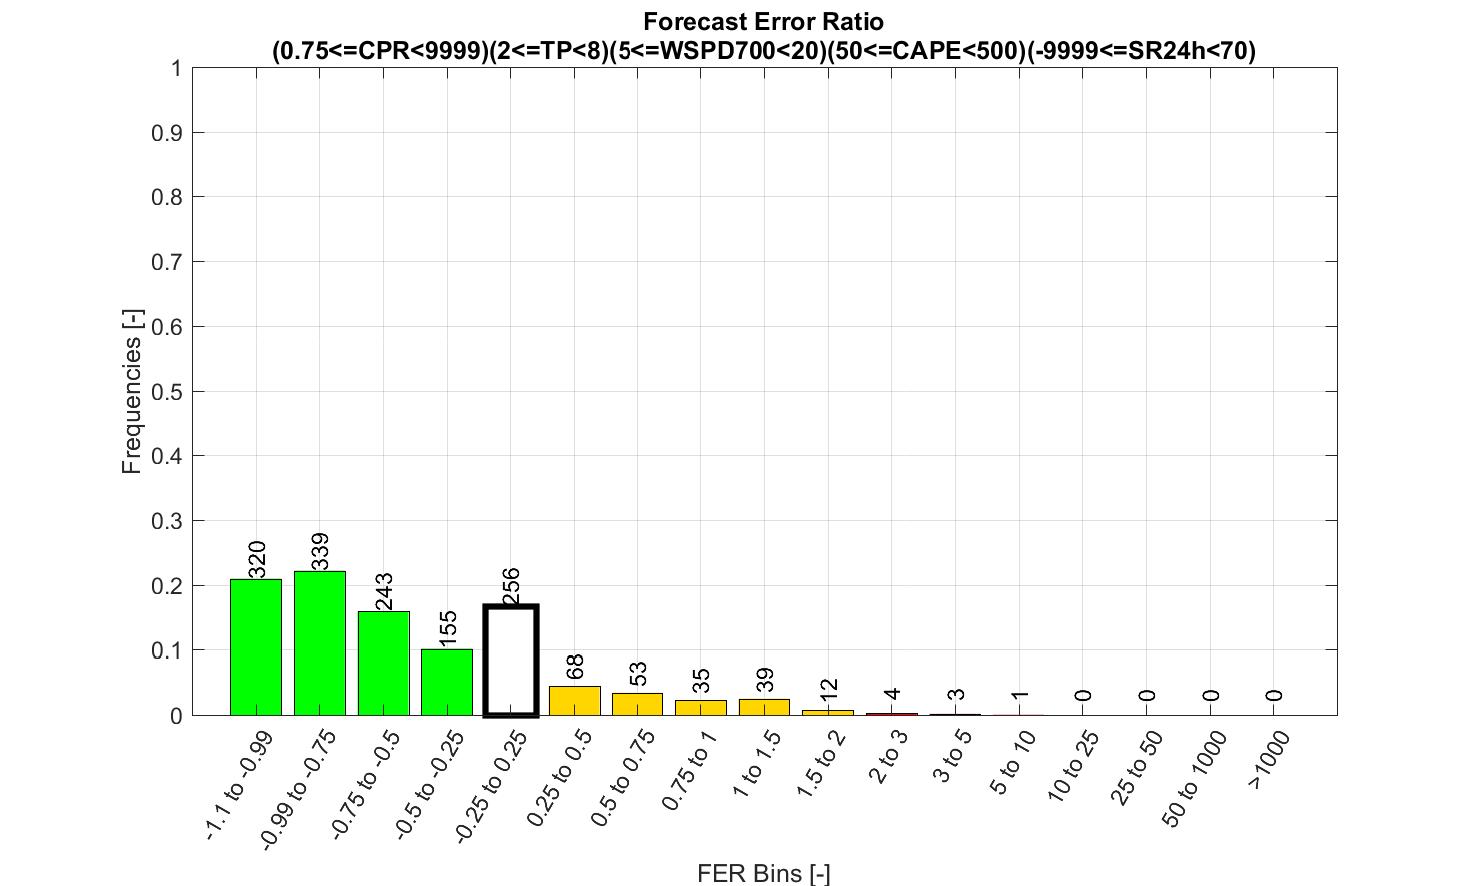 Forecast Error Ratio
(0.75<=CPR<9999)(2<=TP<8)(5<=WSPD700<20)(50<=CAPE<500)(-9999<=SR24h<70)
1
0.9
0.8
0.7
0.6
0.5
0.4
0.3
0.2
0.1
0
Frequencies [-]
320
339
243
155
256
68
53
35
39
12
4
3
1
0
0
0
0
-1.1 to -0.99
-0.99 to -0.75
-0.75 to -0.5
-0.5 to -0.25
-0.25 to 0.25
0.25 to 0.5
0.5 to 0.75
0.75 to 1
1 to 1.5
1.5 to 2
2 to 3
3 to 5
5 to 10
10 to 25
25 to 50
50 to 1000
>1000
FER Bins [-]